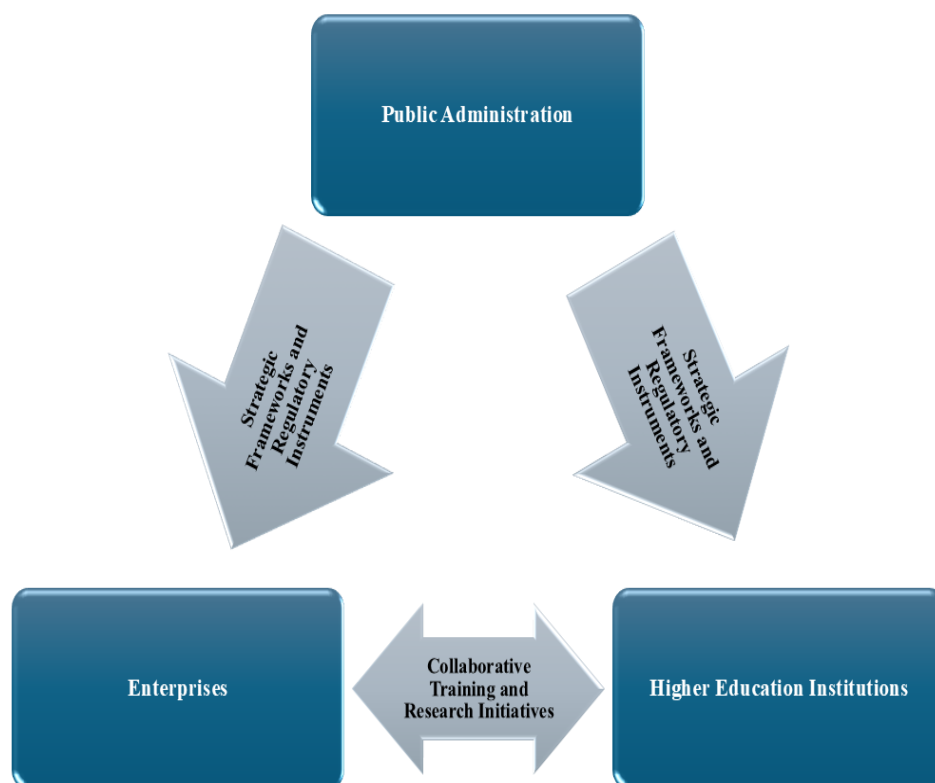 Public Administration
Strategic
Frameworks and
Regulatory
Instruments
Strategic
Frameworks and
Regulatory
Instruments
Enterprises
Collaborative
Training and
Research Initiatives
Higher Education Institutions